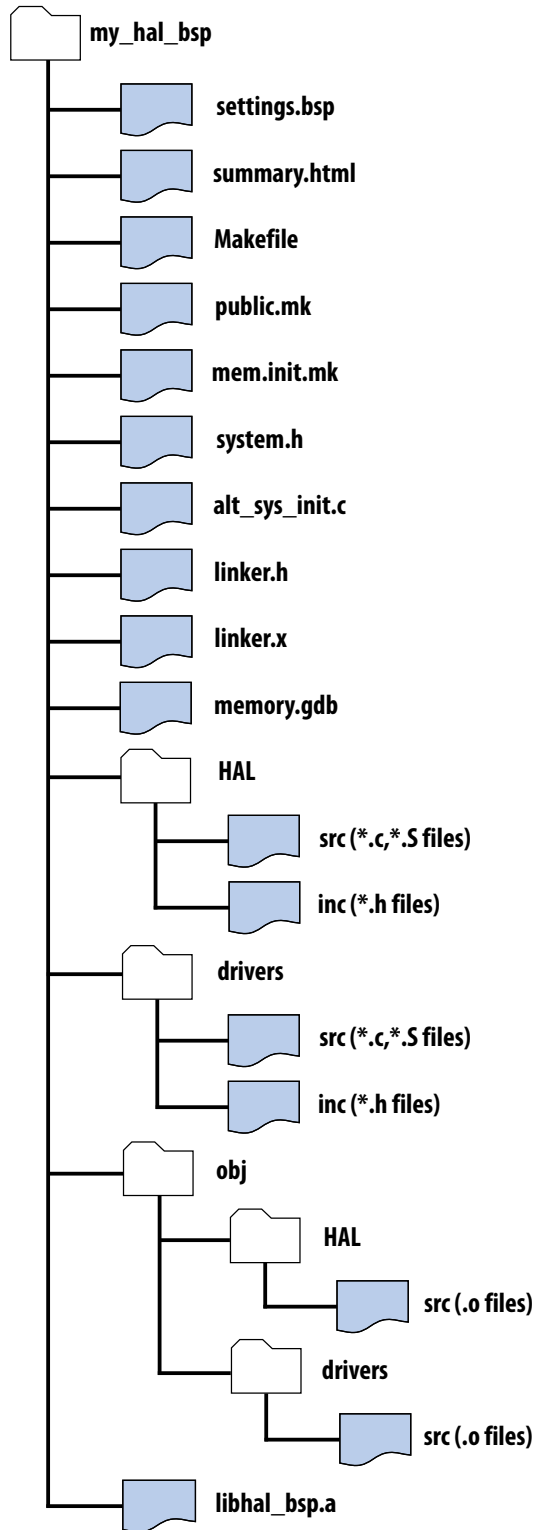 my_hal_bsp
settings.bsp
summary.html
Makefile
public.mk
mem.init.mk
system.h
alt_sys_init.c
linker.h
linker.x
memory.gdb
HAL
src (*.c,*.S files)
inc (*.h files)
drivers
src (*.c,*.S files)
inc (*.h files)
obj
HAL
src (.o files)
drivers
src (.o files)
libhal_bsp.a